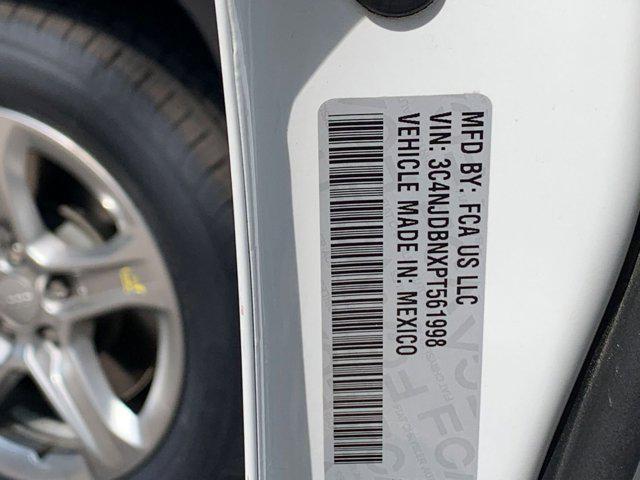 MFD BY: FCA US LLC
VIN: 3C4NJDBNXPT561998
VEHICLE MADE IN: MEXICO